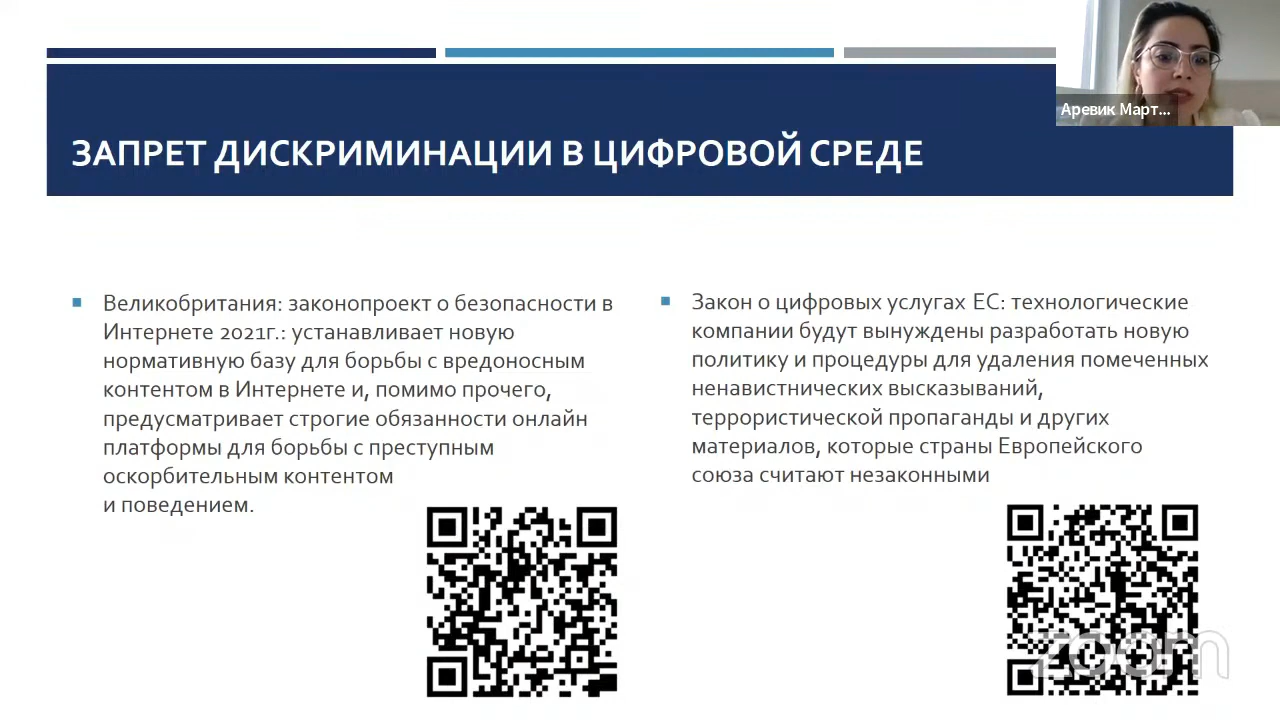 Аревик Март...
ЗАПРЕТ ДИСКРИМИНАЦИИ В ЦИФРОВОЙ СРЕДЕ
Великобритания: законопроект о безопасности в
Интернете 2021г.: устанавливает новую
нормативную базу для борьбы с вредоносным
контентом в Интернете и, помимо прочего,
предусматривает строгие обязанности онлайн
платформы для борьбы с преступным
оскорбительным контентом
и поведением.
Закон о цифровых услугах ЕС: технологические
компании будут вынуждены разработать новую
политику и процедуры для удаления помеченных
ненавистнических высказываний,
террористической пропаганды и других
материалов, которые страны Европейского
союза считают незаконными
zoom